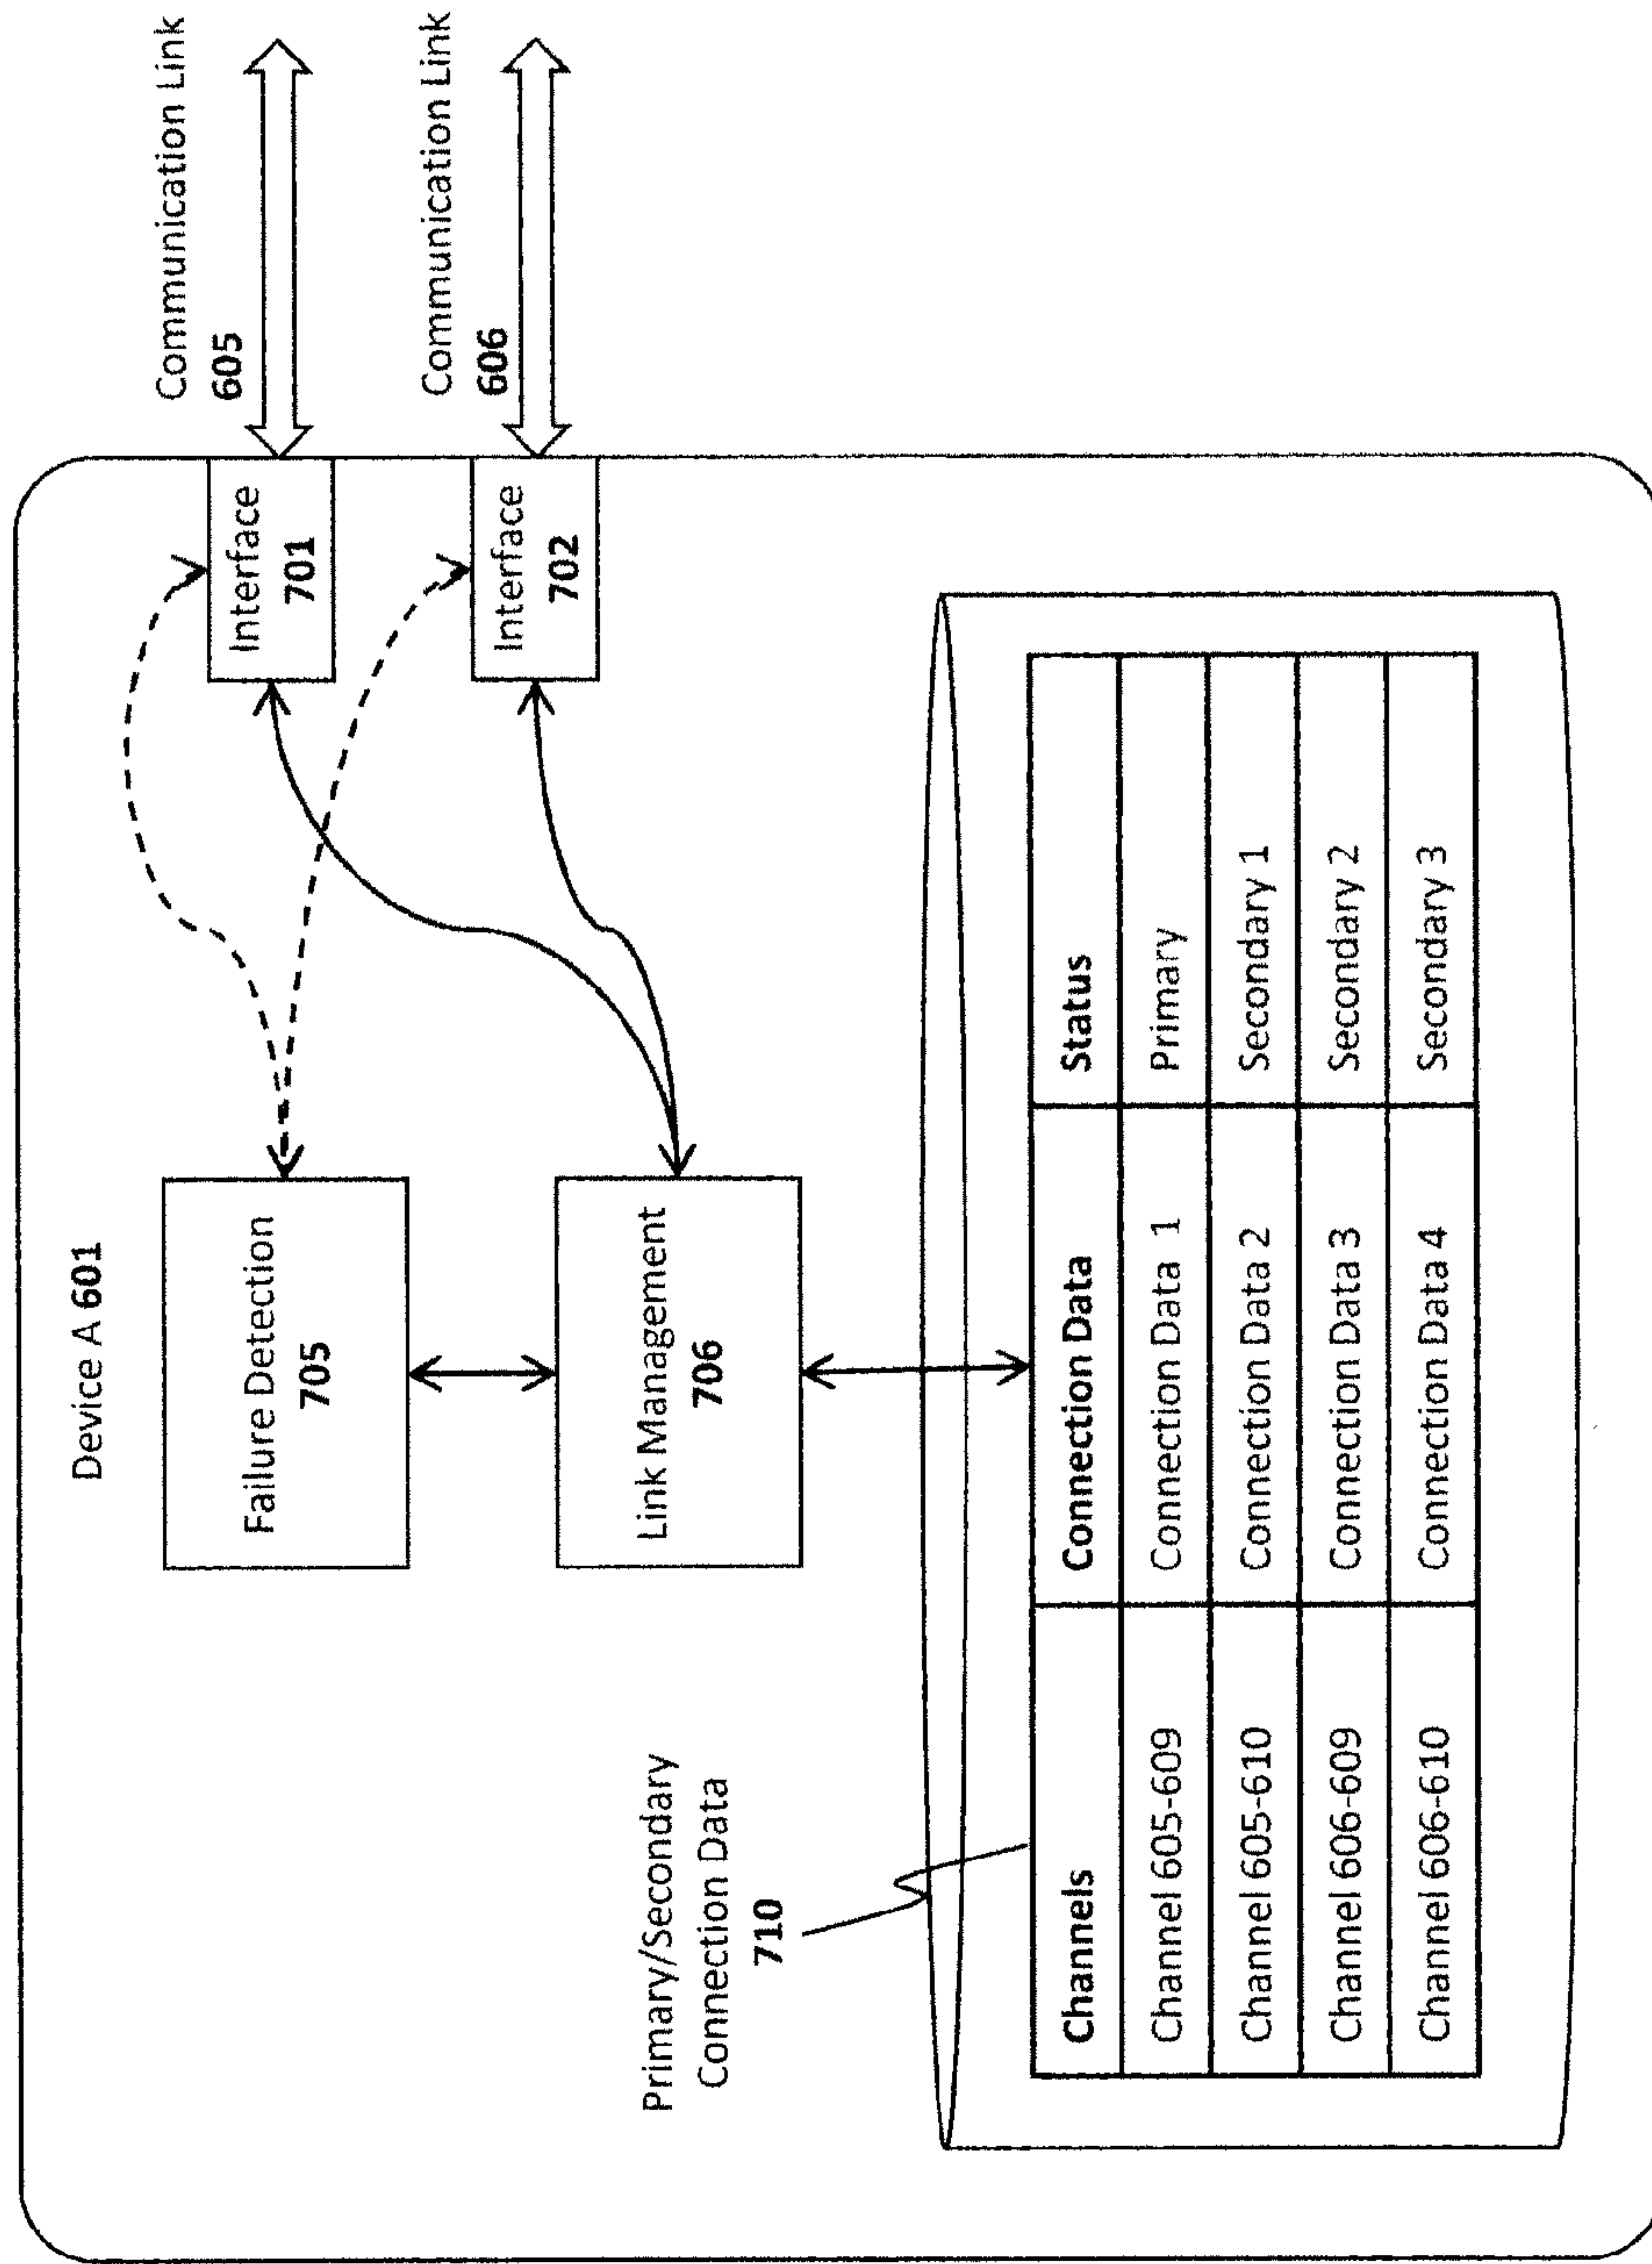 Device A 601
Communication Link
605
Communication Link
606
Failure Detection
705
Interface
701
Link Management
706
Interface
702
Primary/Secondary
Connection Data
710
Channels Connection Data Status
Channel 605-609 Connection Data 1 Primary
Channel 605-610 Connection Data 2 Secondary 1
Channel 606-609 Connection Data 3 Secondary 2
Channel 606-610 Connection Data 4 Secondary 3